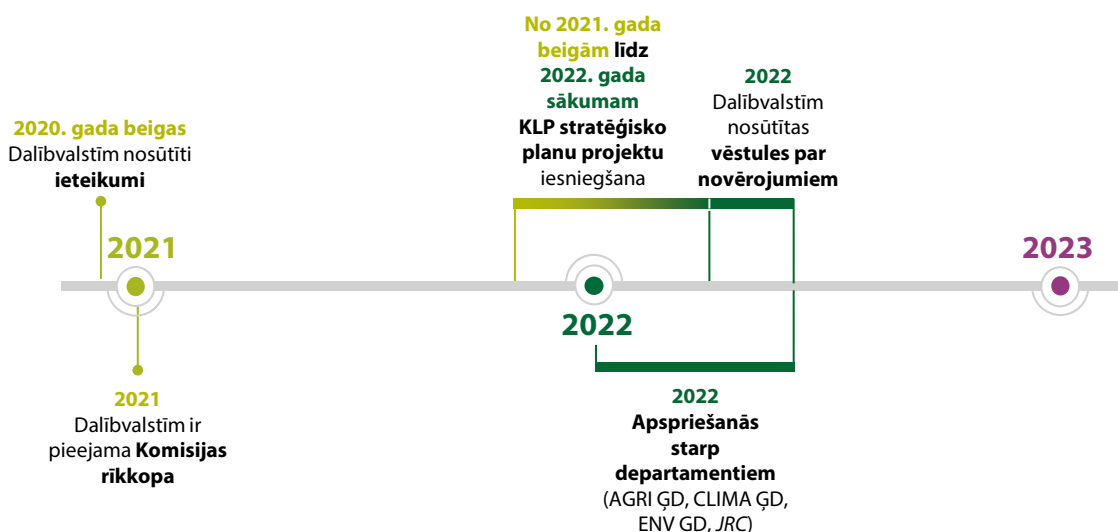 2020. gada beigas
Dalībvalstīm nosūtīti
ieteikumi
No 2021. gada
beigām līdz
2022. gada
sākumam
KLP stratēģisko
planu projektu
iesniegšana
2022
Dalībvalstīm
nosūtītas
vēstules par
novērojumiem
2021
2022
2023
2021
Dalībvalstīm ir
pieejama Komisijas
rīkkopa
2022
Apspriešanās
starp
departamentiem
(AGRI ĢD, CLIMA ĢD,
ENV GD, JRC)